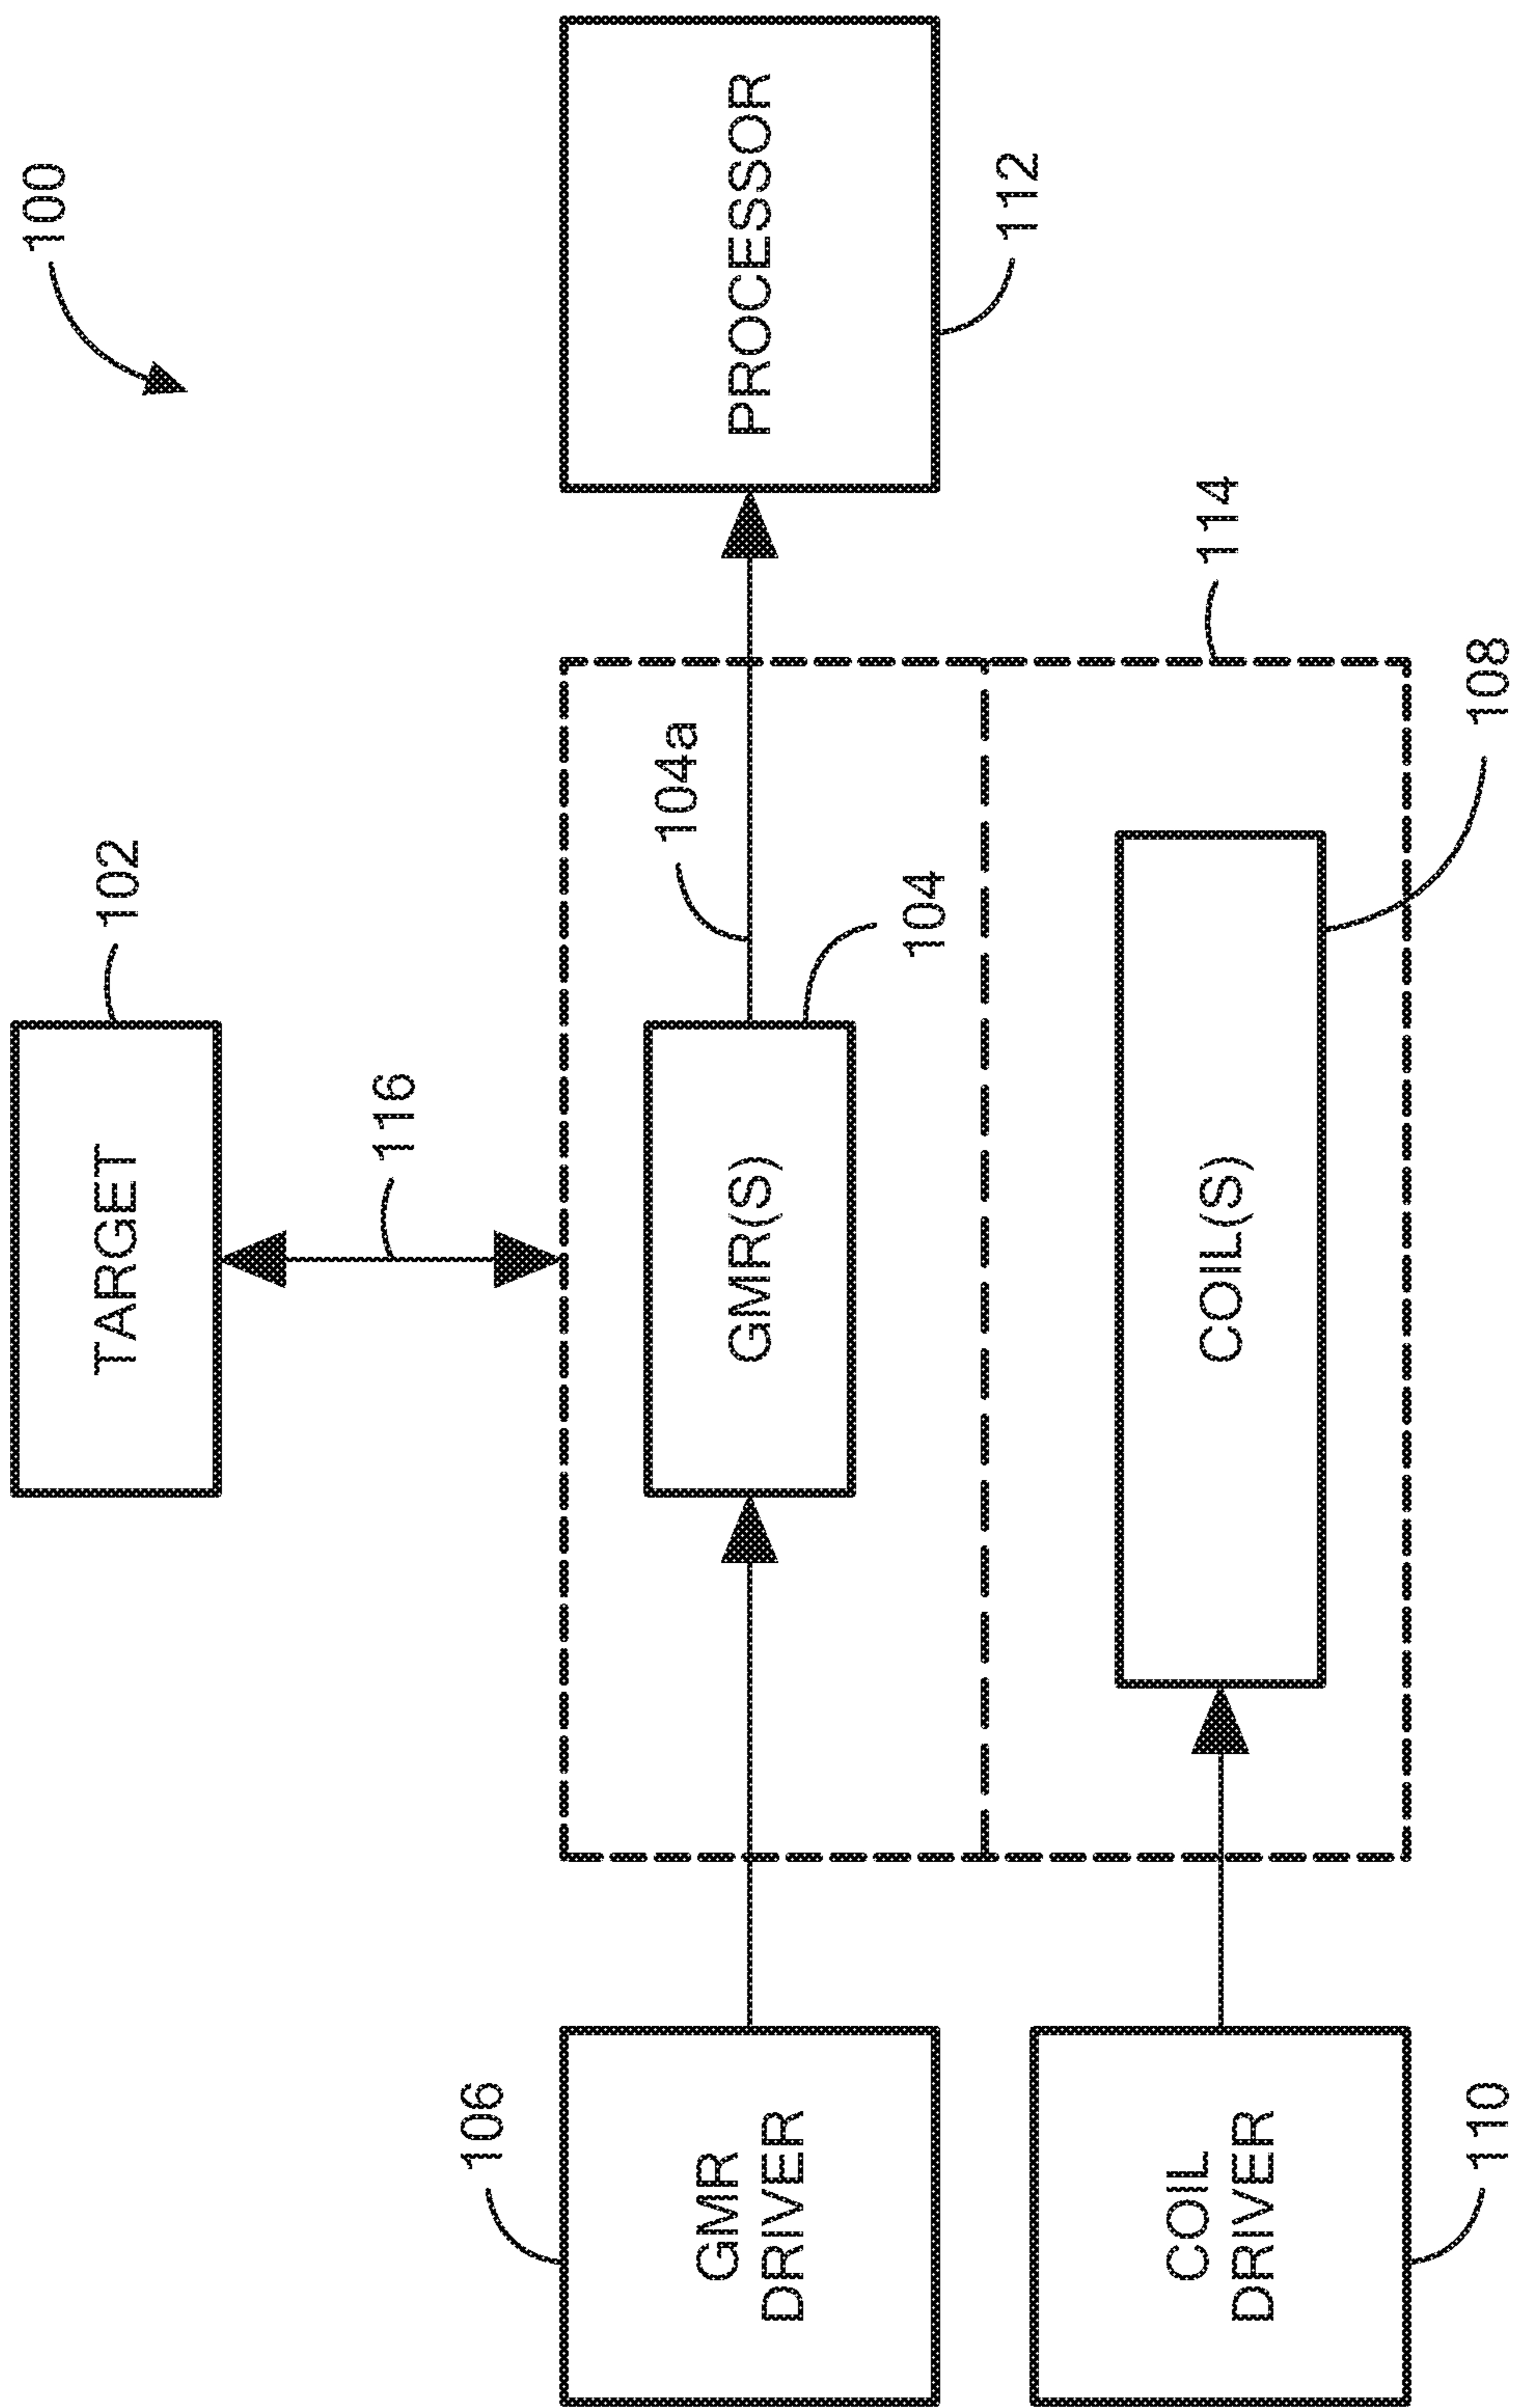 100
TARGET
102
116
GMR
DRIVER
106
GMR(S)
104
104a
PROCESSOR
112
COIL
DRIVER
110
COIL(S)
108
114